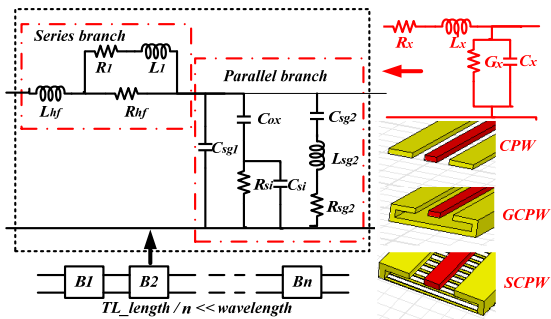 Series branch
R1
L1
Lhf
Rhf
Parallel branch
Csg1
Cox
Rsi
Csi
Csg2
Lsg2
Rsg2
Rx
Lx
Gx
Cx
CPW
GCPW
SCPW
B1
B2
Bn
TL_length / n << wavelength